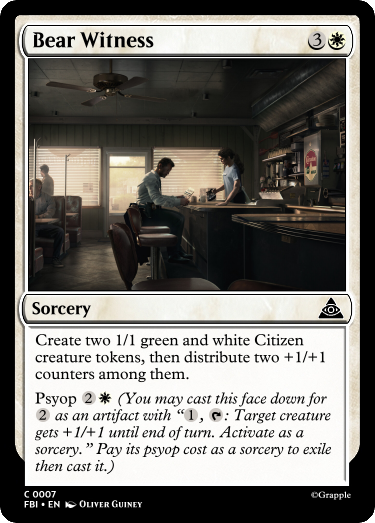 Bear Witness 3
Sorcery
Create two 1/1 green and white Citizen
creature tokens, then distribute two +1/+1
counters among them.
Psyop 2 (You may cast this face down for
2 as an artifact with “1, : Target creature
gets +1/+1 until end of turn. Activate as a
sorcery.” Pay its psyop cost as a sorcery to exile
then cast it.)
C 0007
FBI • EN Oliver Guiney
©Grapple